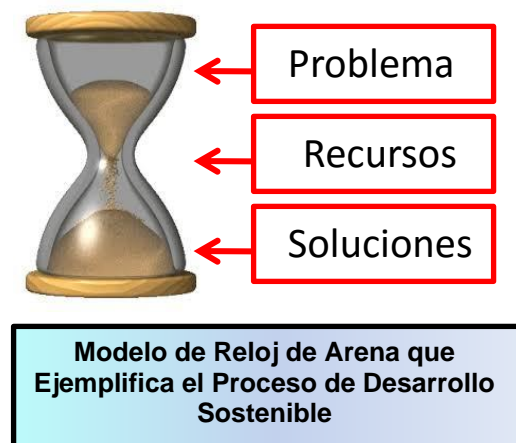 Problema
Recursos
Soluciones
Modelo de Reloj de Arena que
Ejemplifica el Proceso de Desarrollo
Sostenible